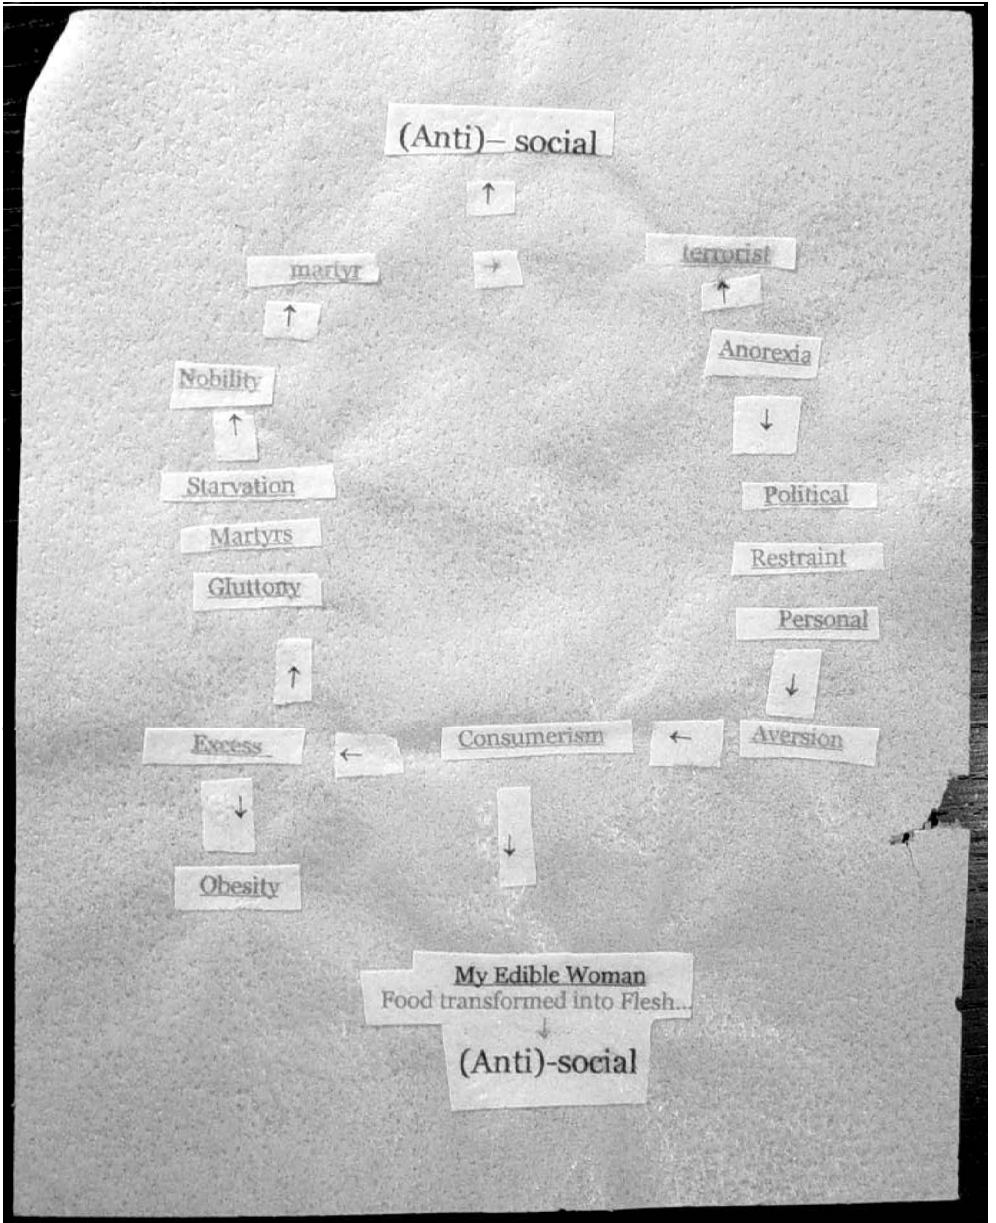 (Anti)– social
↑
martyr
→
terrorist
↑
↑
Anorexia
Nobility
↑
↓
Starvation
Political
Martyrs
Restraint
Gluttony
Personal
↑
↓
Excess
←
Consumerism
←
Aversion
↓
↓
Obesity
My Edible Woman
Food transformed into Flesh...
↓
(Anti)-social